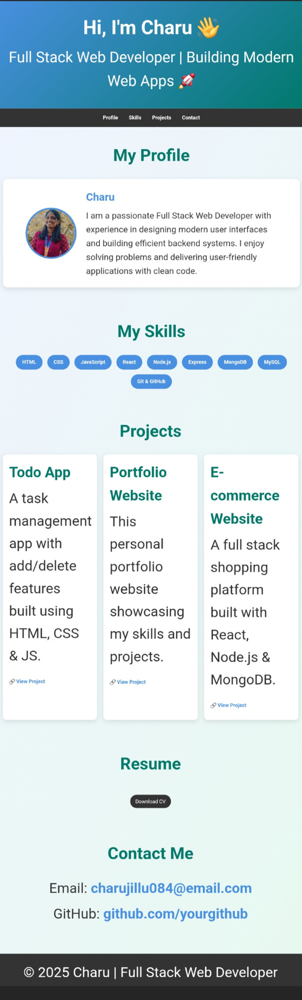 Hi, I'm Charu 👋
Full Stack Web Developer | Building Modern
Web Apps 🚀
Profile Skills Projects Contact
My Profile
Charu
I am a passionate Full Stack Web Developer with
experience in designing modern user interfaces
and building efficient backend systems. I enjoy
solving problems and delivering user-friendly
applications with clean code.
My Skills
HTML CSS JavaScript React Node.js Express MongoDB MySQL
Git & GitHub
Projects
Todo App
A task
management
app with
add/delete
features
built using
HTML, CSS
& JS.
🔗 View Project
Portfolio
Website
This
personal
portfolio
website
showcasing
my skills and
projects.
🔗 View Project
E-
commerce
Website
A full stack
shopping
platform
built with
React,
Node.js &
MongoDB.
🔗 View Project
Resume
Download CV
Contact Me
Email: charujillu084@email.com
GitHub: github.com/yourgithub
© 2025 Charu | Full Stack Web Developer